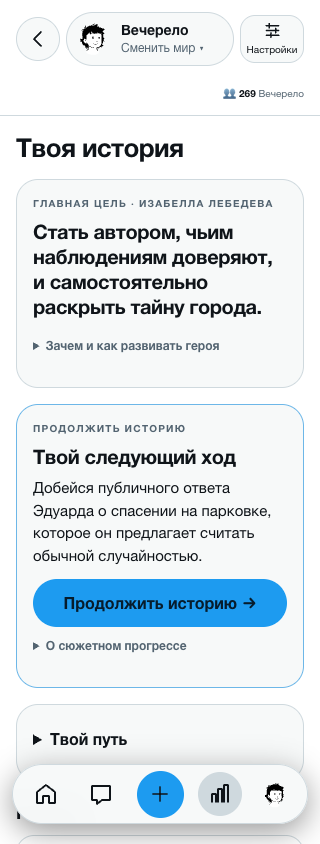 Вечерело
Сменить мир ▾
Настройки
👥 269 Вечерело
Твоя история
ГЛАВНАЯ ЦЕЛЬ · ИЗАБЕЛЛА ЛЕБЕДЕВА
Стать автором, чьим
наблюдениям доверяют,
и самостоятельно
раскрыть тайну города.
▶ Зачем и как развивать героя
ПРОДОЛЖИТЬ ИСТОРИЮ
Твой следующий ход
Добейся публичного ответа
Эдуарда о спасении на парковке,
которое он предлагает считать
обычной случайностью.
Продолжить историю →
▶ О сюжетном прогрессе
▶ Твой путь